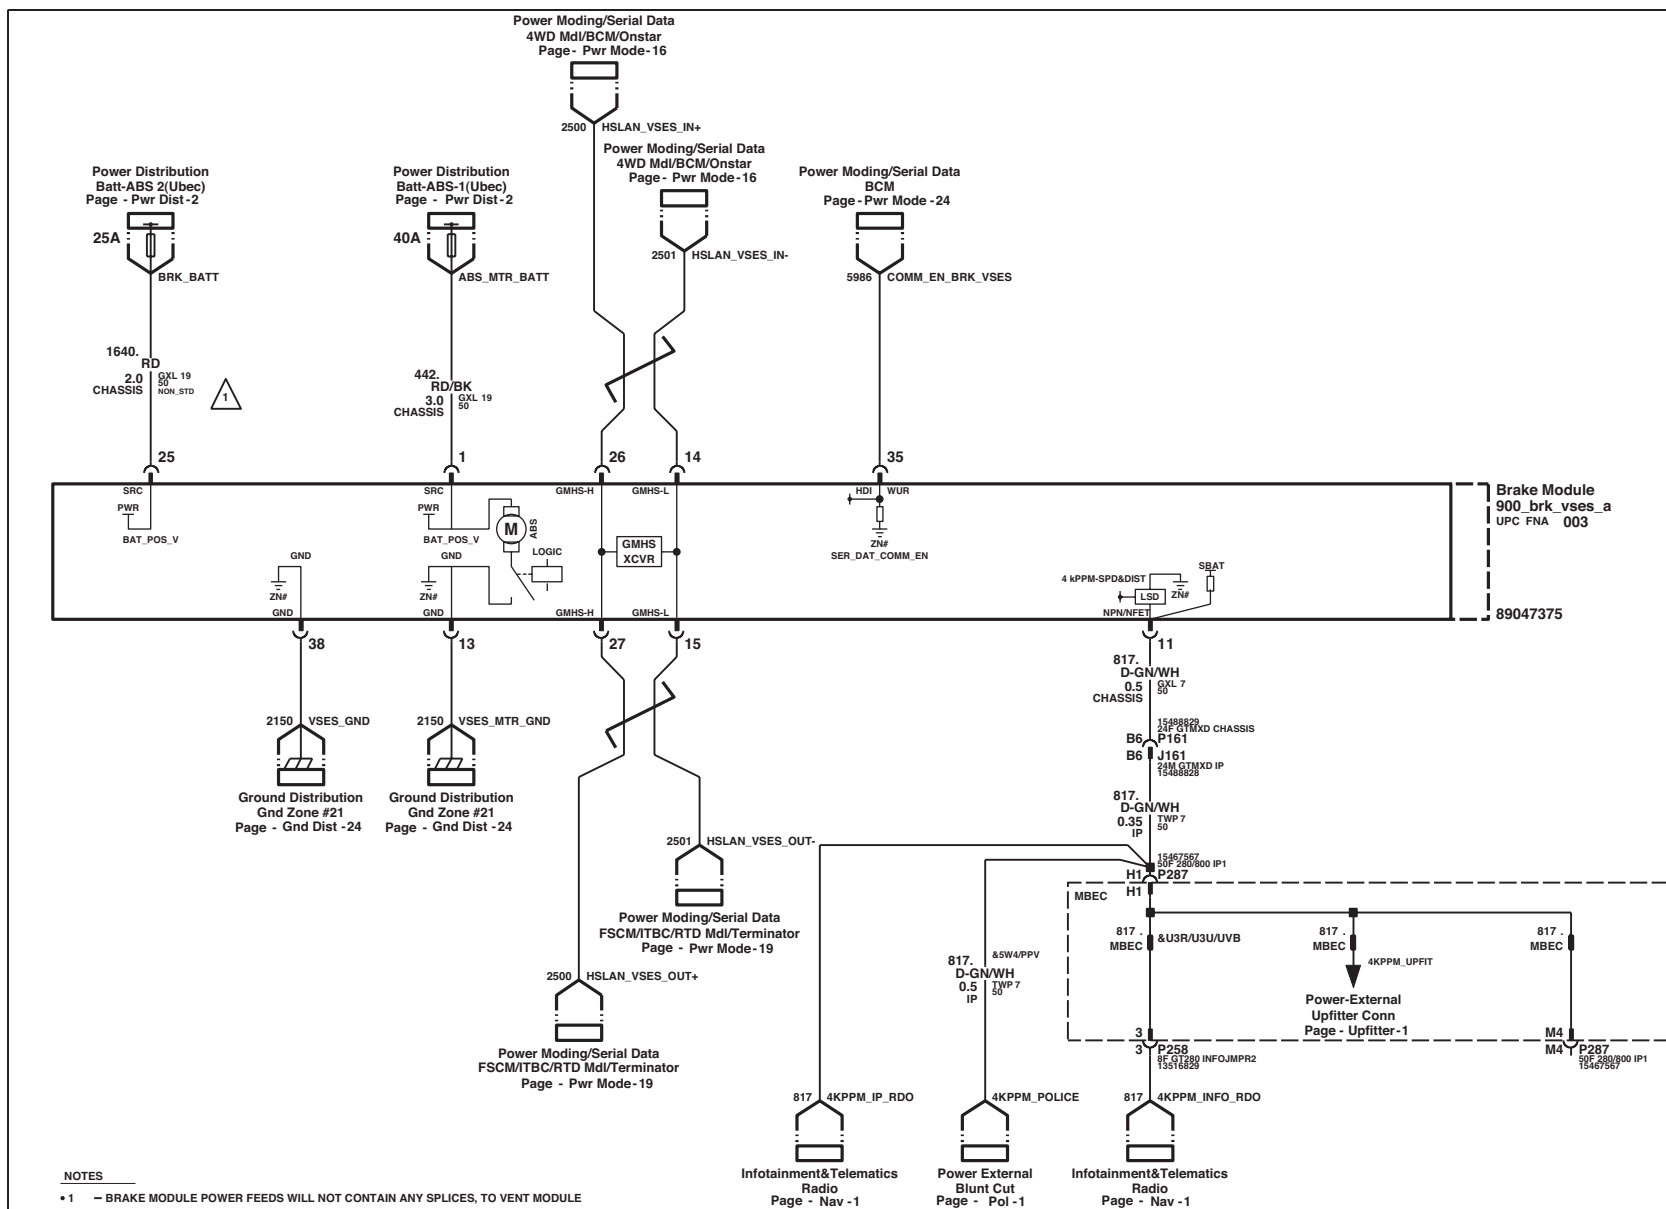 Power Moding/Serial Data
4WD Mdl/BCM/Onstar
Page- Pwr Mode-16
2500 HSLAN_VSES_IN+
Power Distribution
Batt-ABS 2(Ubec)
Page - Pwr Dist-2
25A
BRK_BATT
Power Distribution
Batt-ABS-1(Ubec)
Page - Pwr Dist-2
40A
ABS_MTR_BATT
Power Moding/Serial Data
4WD Mdl/BCM/Onstar
Page- Pwr Mode-16
2501 HSLAN_VSES_IN-
Power Moding/Serial Data
BCM
Page-Pwr Mode-24
5986 COMM_EN_BRK_VSES
1640.
RD
2.0 GXL 19
50
CHASSIS NON_STD
1
442.
RD/BK
3.0 GXL 19
50
CHASSIS
25 1 26 14 35
SRC SRC GMHS-H GMHS-L HDI WUR
PWR PWR
BAT_POS_V BAT_POS_V
M ABS
LOGIC
GMHS
XCVR
ZN#
SER_DAT_COMM_EN
GND GND
ZN# ZN#
4 kPPM-SPD&DIST SBAT
LSD ZN#
GND GND GMHS-H GMHS-L NPN/NFET
Brake Module
900_brk_vses_a
UPC FNA 003
89047375
38 13 27 15 11
2150 VSES_GND
Ground Distribution
Gnd Zone #21
Page - Gnd Dist-24
2150 VSES_MTR_GND
Ground Distribution
Gnd Zone #21
Page - Gnd Dist-24
2501 HSLAN_VSES_OUT-
Power Moding/Serial Data
FSCM/ITBC/RTD Mdl/Terminator
Page - Pwr Mode-19
2500 HSLAN_VSES_OUT+
Power Moding/Serial Data
FSCM/ITBC/RTD Mdl/Terminator
Page - Pwr Mode-19
817.
D-GN/WH
0.5 GXL 7
50
CHASSIS
15488829
24F GTMXD CHASSIS
B6 P161
B6 J161
24M GTMXD IP
15488828
817.
D-GN/WH
0.35 TWP 7
50
IP
15467567
50F 280/800 IP1
H1 P287
MBEC H1
817 .
MBEC &U3R/U3U/UVB
817 .
MBEC
4KPPM_UPFIT
Power-External
Upfitter Conn
Page - Upfitter-1
817 .
MBEC
&5W4/PPV
817.
D-GN/WH
0.5 TWP 7
50
IP
3
3 P258
8F GT280 INFOJMPR2
13516829
M4
M4 P287
50F 280/800 IP1
15467567
817 4KPPM_IP_RDO
Infotainment&Telematics
Radio
Page - Nav-1
4KPPM_POLICE
Power External
Blunt Cut
Page - Pol-1
817 4KPPM_INFO_RDO
Infotainment&Telematics
Radio
Page - Nav-1
NOTES
• 1 – BRAKE MODULE POWER FEEDS WILL NOT CONTAIN ANY SPLICES, TO VENT MODULE